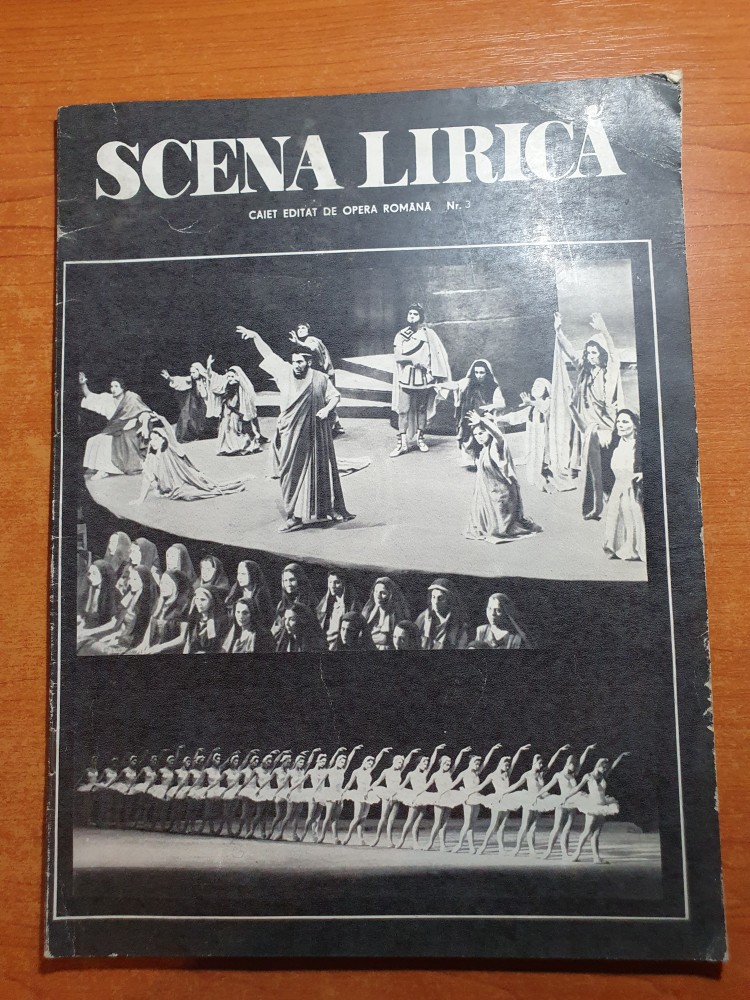 SCENA LIRICĂ
CAIET EDITAT DE OPERA ROMÂNĂ Nr. 3